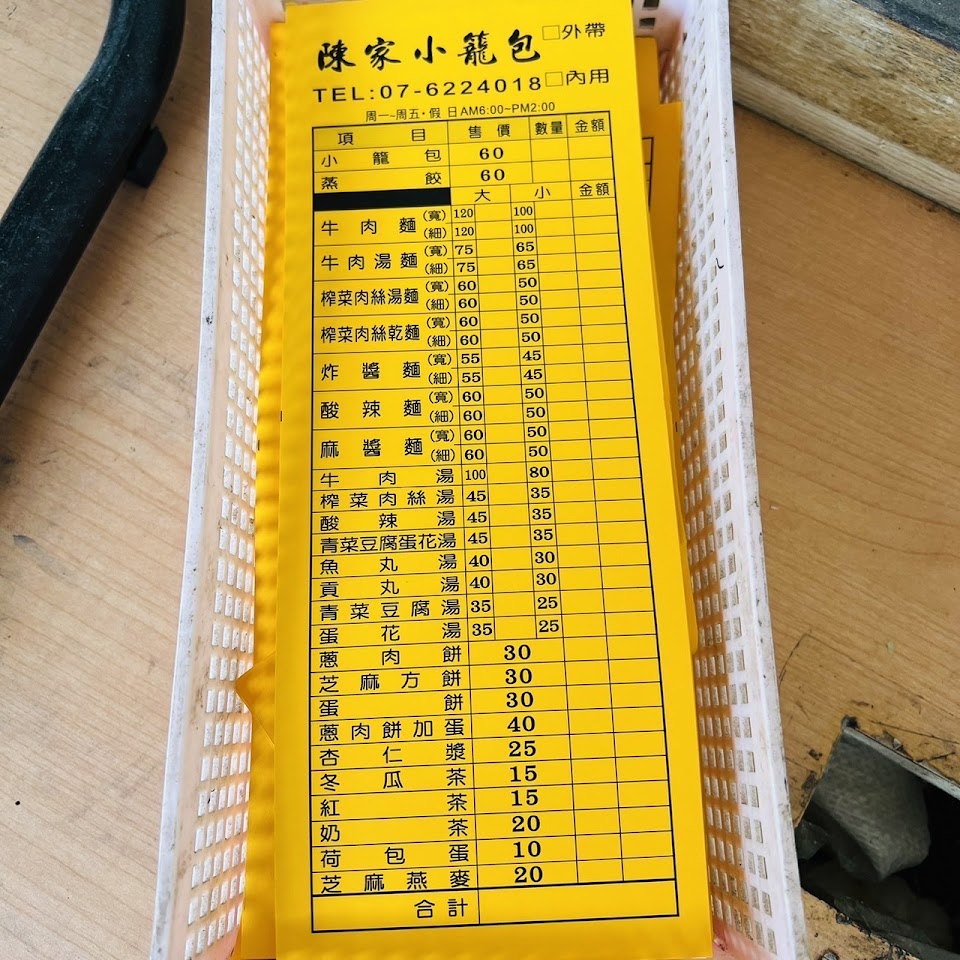 陳家小籠包 □外帶
TEL:07-6224018 □內用
周一~周五·假 日AM6:00~PM2:00
項目 售價 數量 金額
小籠包 60
蒸餃 60
大 小 金額
牛肉麵 (寬) 120 100
(細) 120 100
牛肉湯麵 (寬) 75 65
(細) 75 65
榨菜肉絲湯麵 (寬) 60 50
(細) 60 50
榨菜肉絲乾麵 (寬) 60 50
(細) 60 50
炸醬麵 (寬) 55 45
(細) 55 45
酸辣麵 (寬) 60 50
(細) 60 50
麻醬麵 (寬) 60 50
(細) 60 50
牛肉湯 100 80
榨菜肉絲湯 45 35
酸辣湯 45 35
青菜豆腐蛋花湯 45 35
魚丸湯 40 30
貢丸湯 40 30
青菜豆腐湯 35 25
蛋花湯 35 25
蔥肉餅 30
芝麻方餅 30
蛋餅 30
蔥肉餅加蛋 40
杏仁漿 25
冬瓜茶 15
紅茶 15
奶茶 20
荷包蛋 10
芝麻燕麥 20
合計